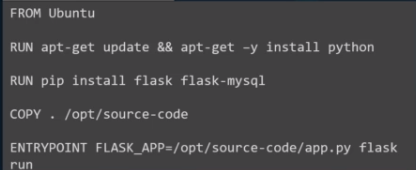 FROM Ubuntu
RUN apt-get update && apt-get –y install python
RUN pip install flask flask-mysql
COPY . /opt/source-code
ENTRYPOINT FLASK_APP=/opt/source-code/app.py flask
run